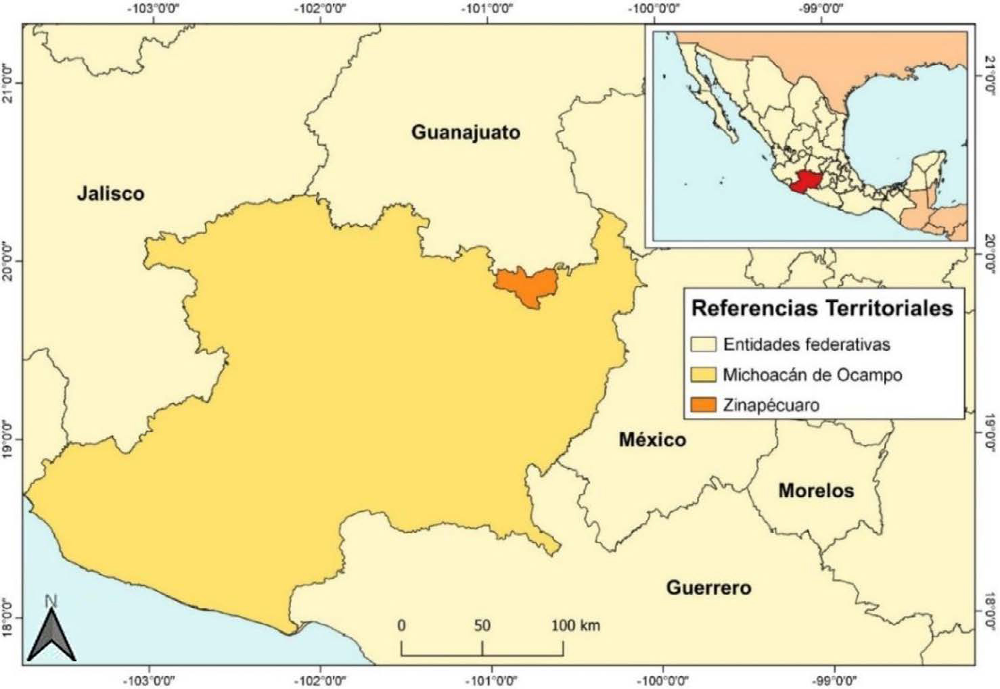 -103°0'0" -102°0'0" -101°0'0" -100°0'0" -99°0'0"
21°0'0"
21°0'0"
Guanajuato
Jalisco
20°0'0"
20°0'0"
Referencias Territoriales
Entidades federativas
Michoacán de Ocampo
Zinapécuaro
19°0'0"
19°0'0"
México
Morelos
Guerrero
N
18°0'0"
18°0'0"
0 50 100 km
-103°0'0" -102°0'0" -101°0'0" -100°0'0" -99°0'0"